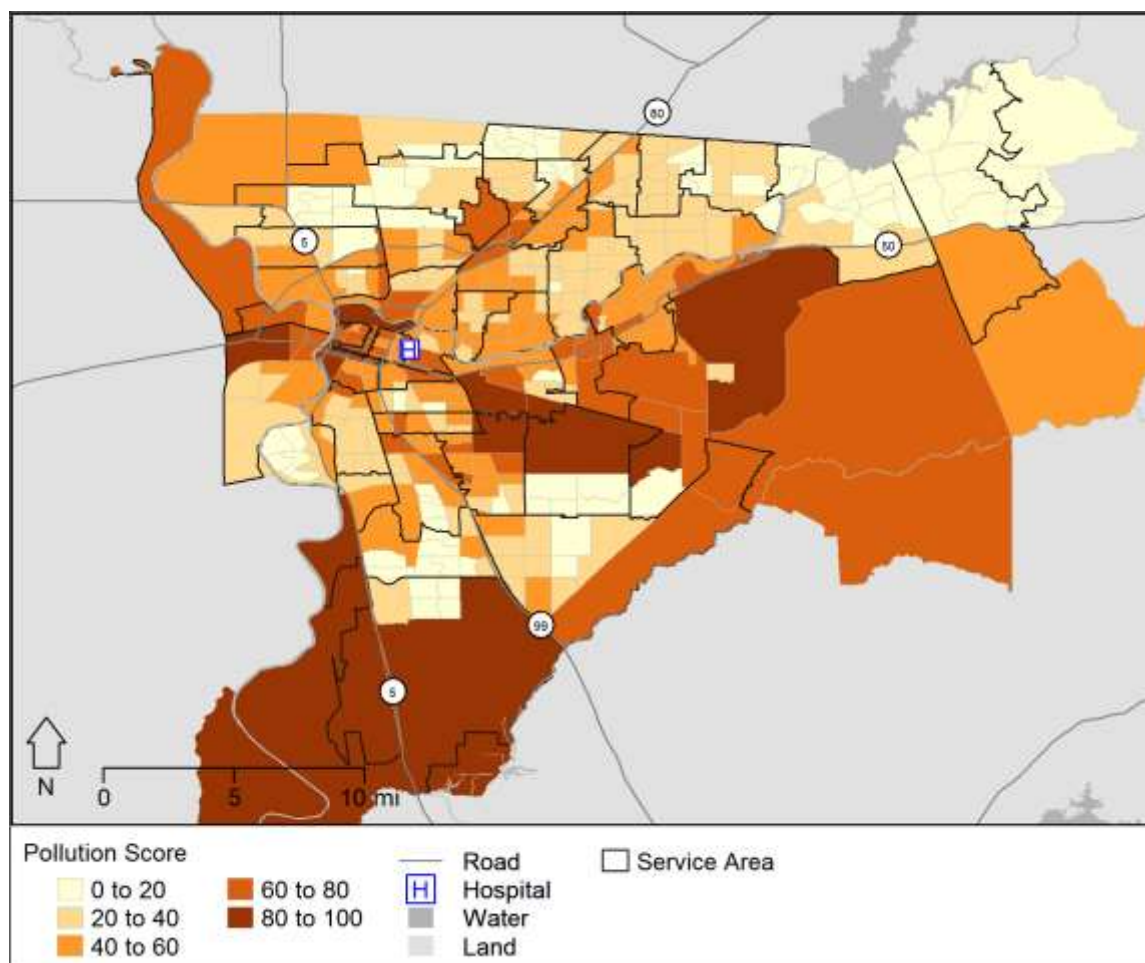 80
5
50
99
5
N
0 5 10 mi
Pollution Score
0 to 20
20 to 40
40 to 60
60 to 80
80 to 100
Road
H Hospital
Water
Land
Service Area
H